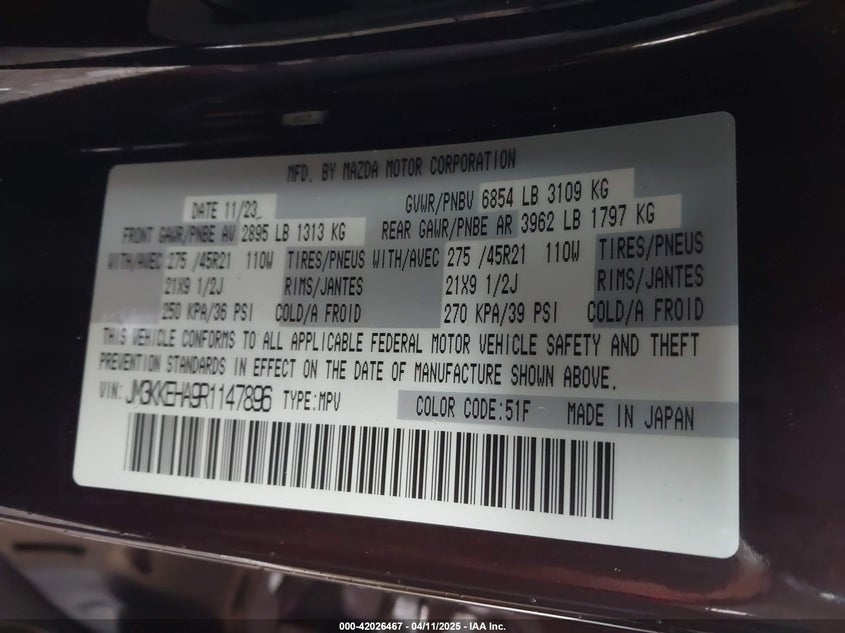 MFD. BY MAZDA MOTOR CORPORATION
DATE 11/23 GVWR/PNBV 6854 LB 3109 KG
FRONT GAWR/PNBE AV 2895 LB 1313 KG REAR GAWR/PNBE AR 3962 LB 1797 KG
WITH/AVEC 275 /45R21 110W TIRES/PNEUS WITH/AVEC 275 /45R21 110W TIRES/PNEUS
21X9 1/2J RIMS/JANTES 21X9 1/2J RIMS/JANTES
250 KPA/36 PSI COLD/A FROID 270 KPA/39 PSI COLD/A FROID
THIS VEHICLE CONFORMS TO ALL APPLICABLE FEDERAL MOTOR VEHICLE SAFETY AND THEFT
PREVENTION STANDARDS IN EFFECT ON THE DATE OF MANUFACTURE SHOWN ABOVE.
VIN: JM3KKEHA9R1147896 TYPE:MPV COLOR CODE:51F MADE IN JAPAN
000-42026467 - 04/11/2025 - IAA Inc.